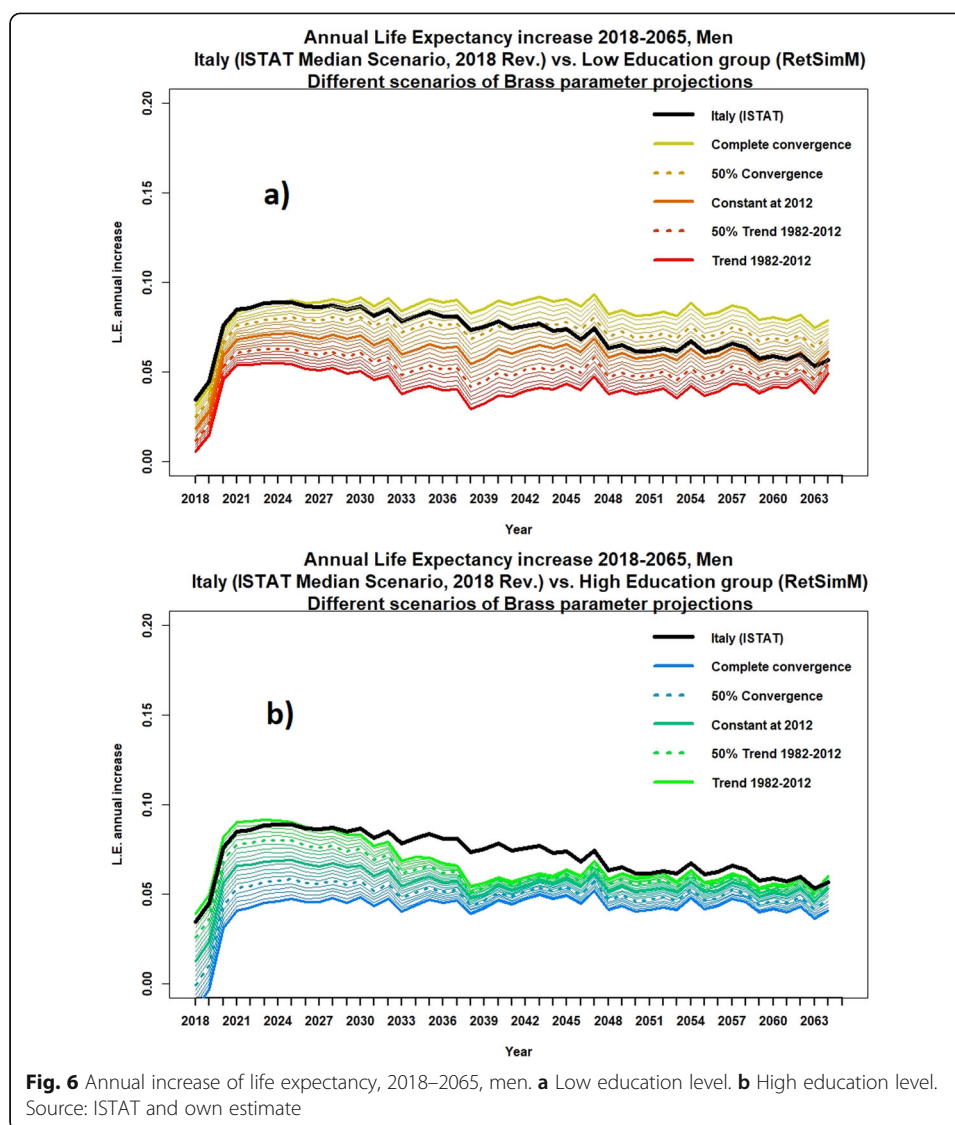 Annual Life Expectancy increase 2018-2065, Men
Italy (ISTAT Median Scenario, 2018 Rev.) vs. Low Education group (RetSimM)
Different scenarios of Brass parameter projections
0.20
0.15
0.10
0.05
0.00
L.E. annual increase
a)
Italy (ISTAT)
Complete convergence
50% Convergence
Constant at 2012
50% Trend 1982-2012
Trend 1982-2012
2018 2021 2024 2027 2030 2033 2036 2039 2042 2045 2048 2051 2054 2057 2060 2063
Year
Annual Life Expectancy increase 2018-2065, Men
Italy (ISTAT Median Scenario, 2018 Rev.) vs. High Education group (RetSimM)
Different scenarios of Brass parameter projections
0.20
0.15
0.10
0.05
0.00
L.E. annual increase
b)
Italy (ISTAT)
Complete convergence
50% Convergence
Constant at 2012
50% Trend 1982-2012
Trend 1982-2012
2018 2021 2024 2027 2030 2033 2036 2039 2042 2045 2048 2051 2054 2057 2060 2063
Year
Fig. 6 Annual increase of life expectancy, 2018–2065, men. a Low education level. b High education level.
Source: ISTAT and own estimate